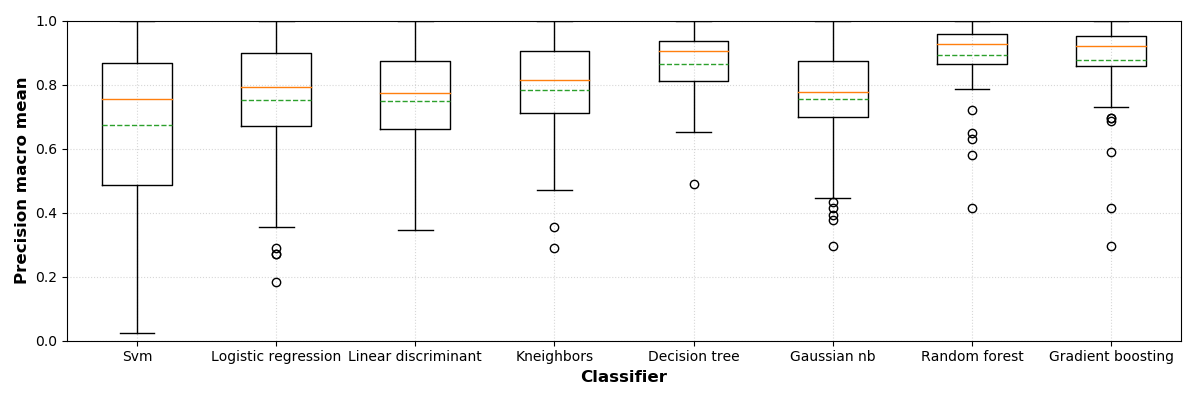 1.0
0.8
0.6
0.4
0.2
0.0
Precision macro mean
Svm
Logistic regression
Linear discriminant
Kneighbors
Decision tree
Gaussian nb
Random forest
Gradient boosting
Classifier